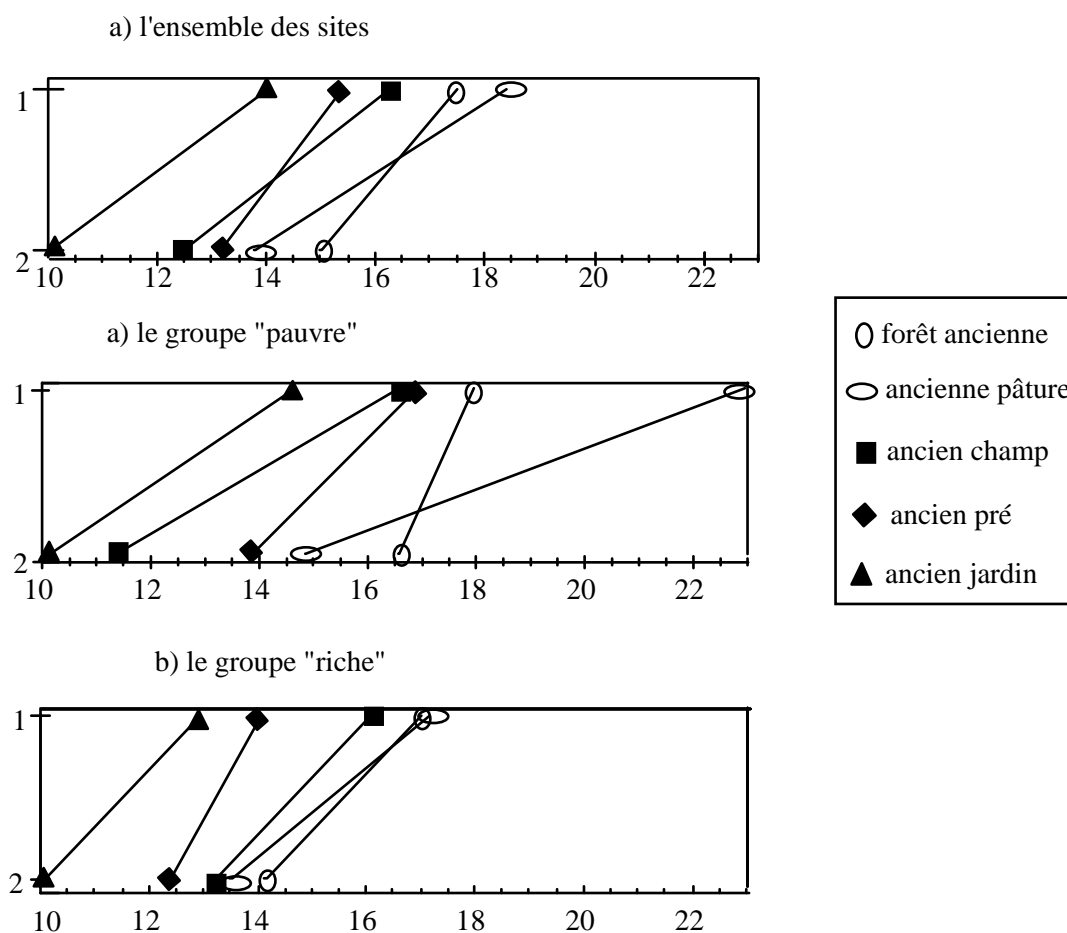 a) l'ensemble des sites
1
2
10 12 14 16 18 20 22
a) le groupe "pauvre"
1
2
10 12 14 16 18 20 22
b) le groupe "riche"
1
2
10 12 14 16 18 20 22
forêt ancienne
ancienne pâture
ancien champ
ancien pré
ancien jardin